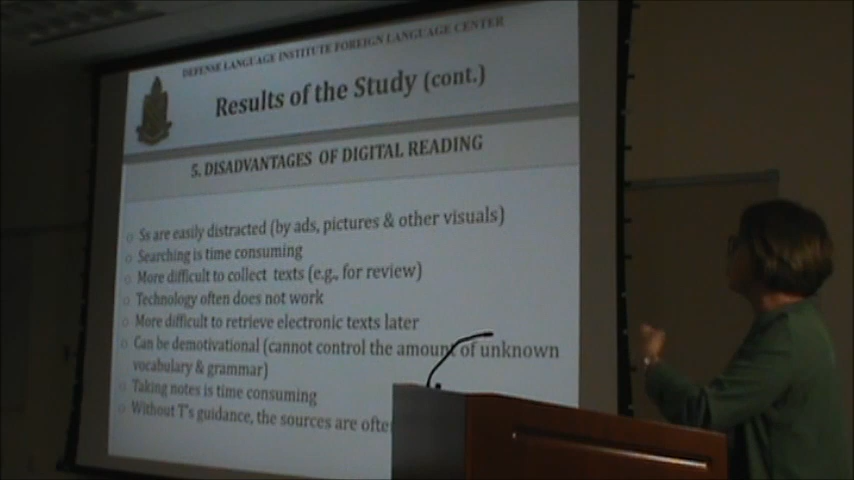 DEFENSE LANGUAGE INSTITUTE FOREIGN LANGUAGE CENTER
Results of the Study (cont.)
5. DISADVANTAGES OF DIGITAL READING
○ Ss are easily distracted (by ads, pictures & other visuals)
○ Searching is time consuming
○ More difficult to collect texts (e.g., for review)
○ Technology often does not work
○ More difficult to retrieve electronic texts later
○ Can be demotivational (cannot control the amount of unknown
vocabulary & grammar)
○ Taking notes is time consuming
○ Without T's guidance, the sources are ofte